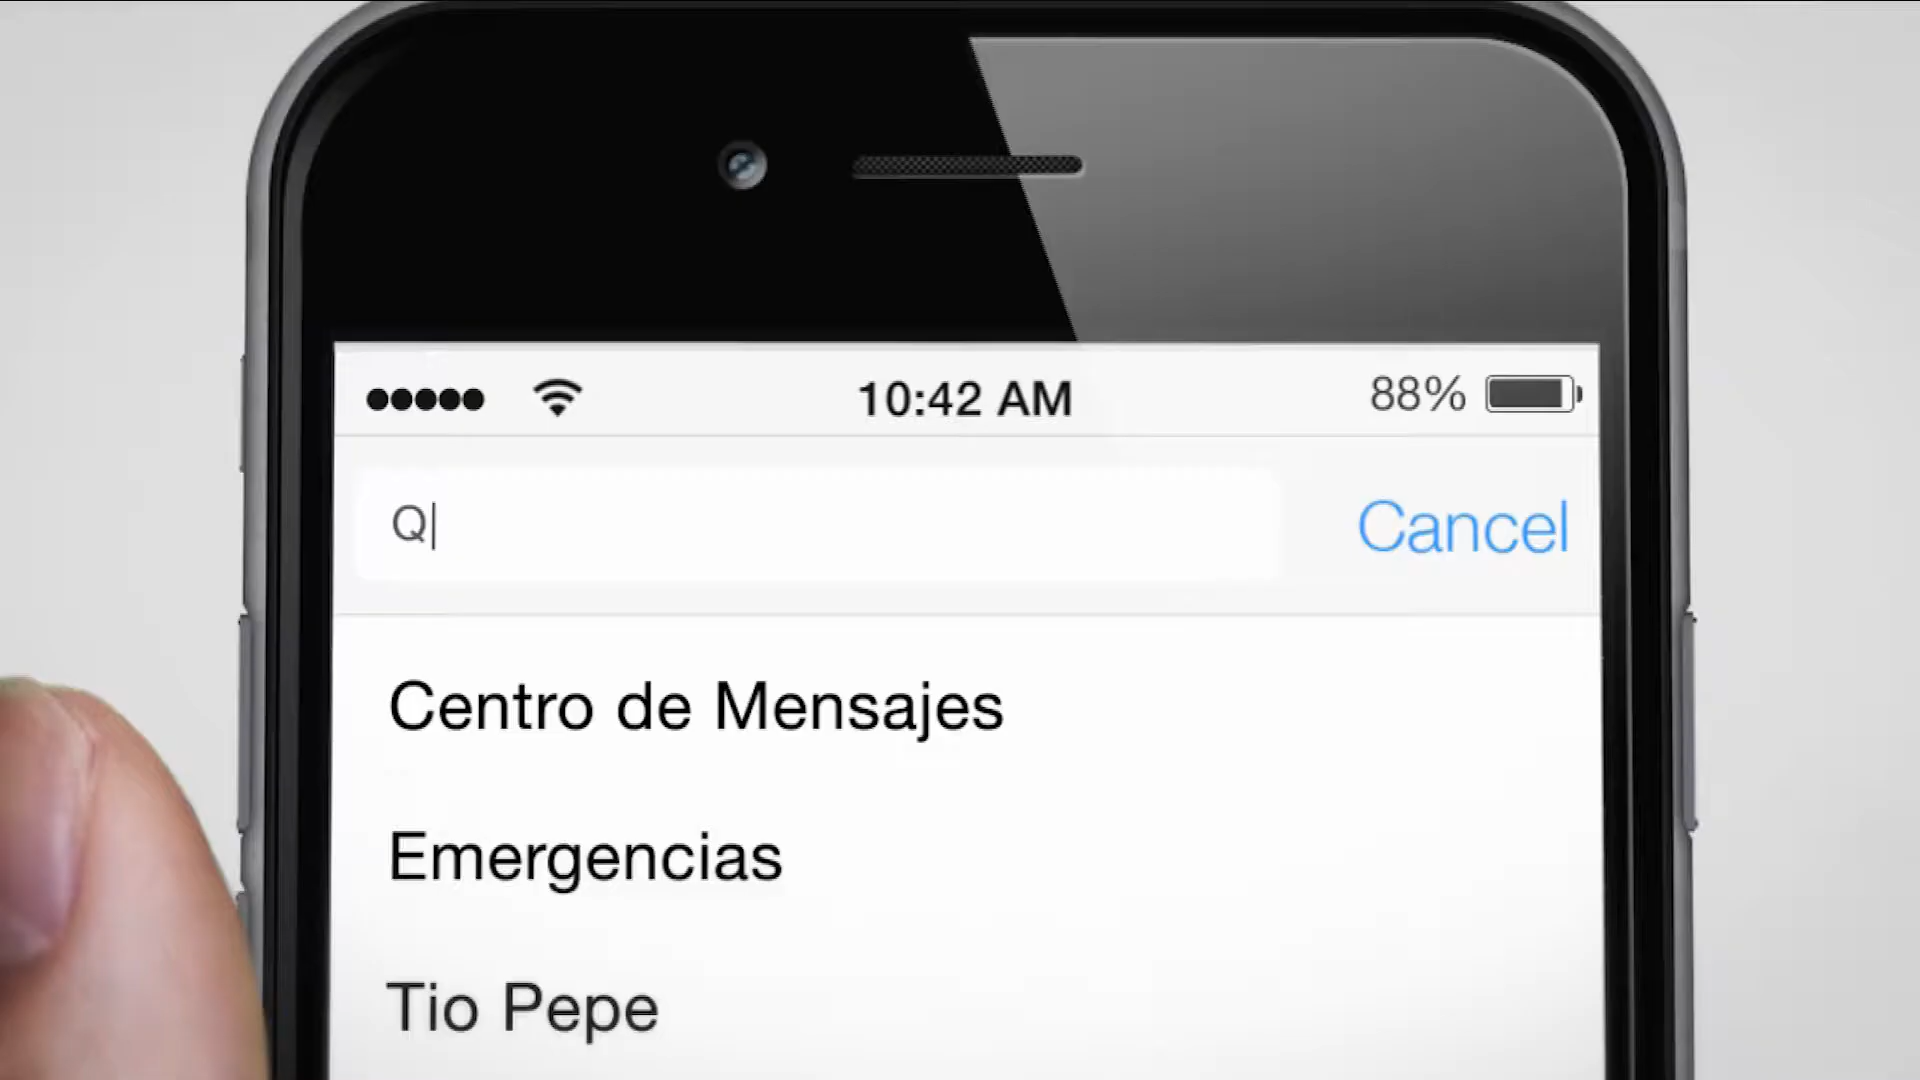 10:42 AM 88%
Q
Cancel
Centro de Mensajes
Emergencias
Tio Pepe